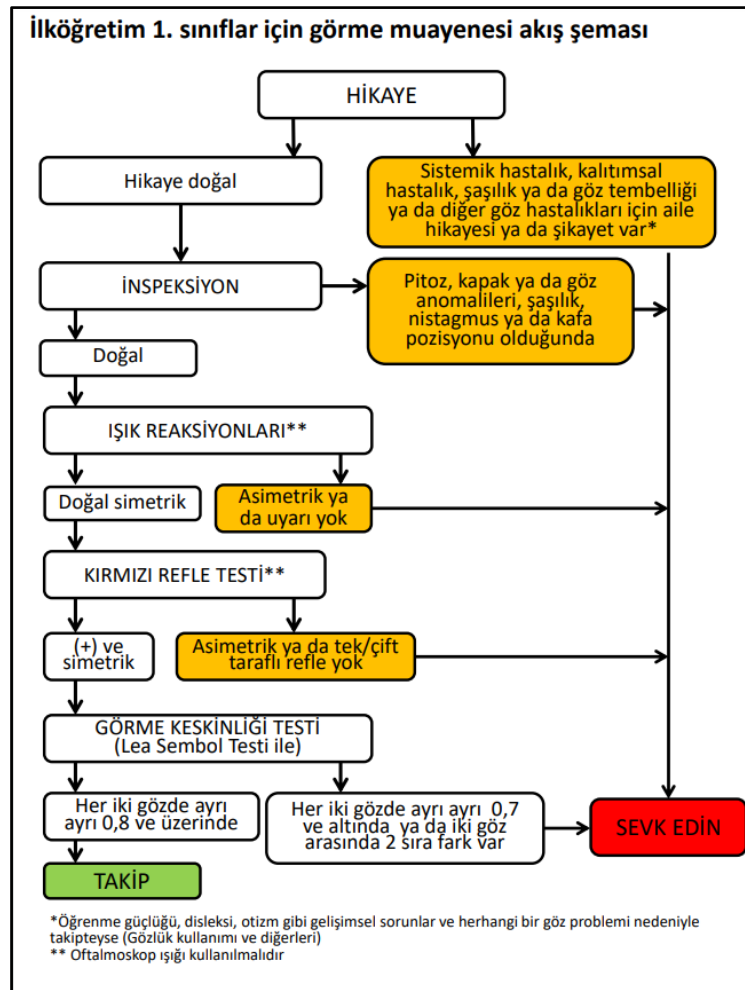 İlköğretim 1. sınıflar için görme muayenesi akış şeması
HİKAYE
Hikaye doğal
Sistemik hastalık, kalıtımsal
hastalık, şaşılık ya da göz tembelliği
ya da diğer göz hastalıkları için aile
hikayesi ya da şikayet var*
İNSPEKSİYON
Pitoz, kapak ya da göz
anomalileri, şaşılık,
nistagmus ya da kafa
pozisyonu olduğunda
Doğal
IŞIK REAKSİYONLARI**
Doğal simetrik
Asimetrik ya
da uyarı yok
KIRMIZI REFLE TESTİ**
(+) ve
simetrik
Asimetrik ya da tek/çift
taraflı refle yok
GÖRME KESKİNLİĞİ TESTİ
(Lea Sembol Testi ile)
Her iki gözde ayrı
ayrı 0,8 ve üzerinde
Her iki gözde ayrı ayrı 0,7
ve altında ya da iki göz
arasında 2 sıra fark var
SEVK EDİN
TAKİP
*Öğrenme güçlüğü, disleksi, otizm gibi gelişimsel sorunlar ve herhangi bir göz problemi nedeniyle
takipteyse (Gözlük kullanımı ve diğerleri)
** Oftalmoskop ışığı kullanılmalıdır